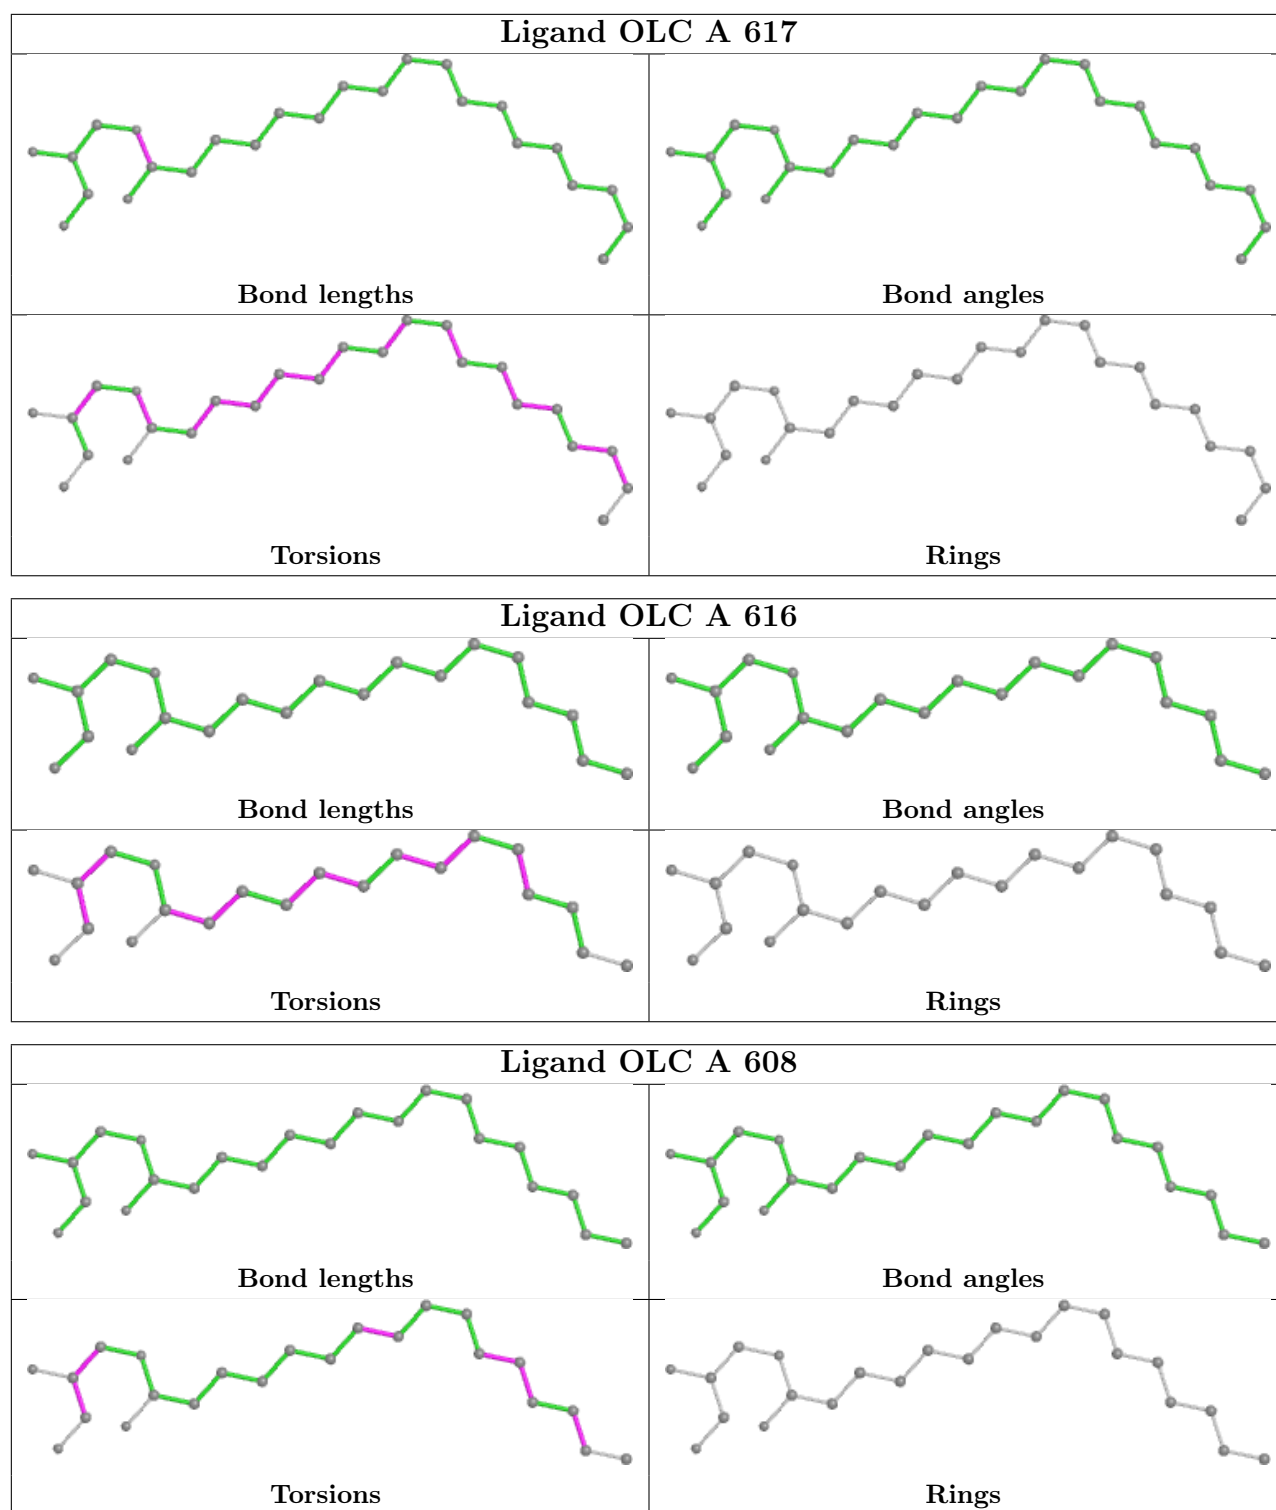 Ligand OLC A 617
Bond lengths
Bond angles
Torsions
Rings
Ligand OLC A 616
Bond lengths
Bond angles
Torsions
Rings
Ligand OLC A 608
Bond lengths
Bond angles
Torsions
Rings